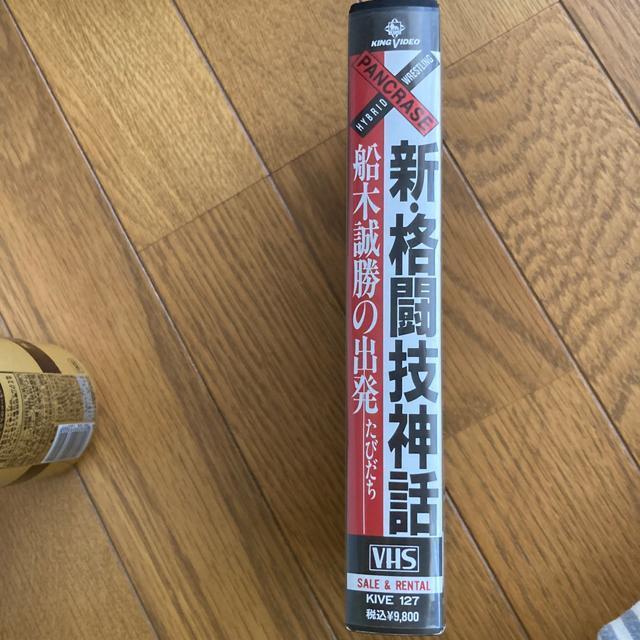 KING VIDEO
PANCRASE
HYBRID WRESTLING
新・格闘技神話
船木誠勝の出発 たびだち
VHS
SALE & RENTAL
KIVE 127
税込¥9,800